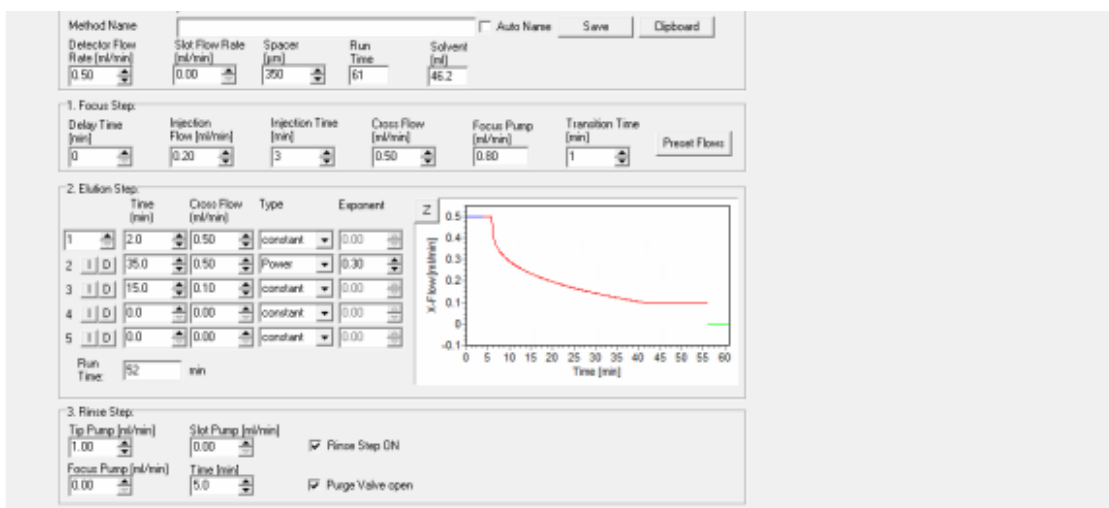 Method Name Auto Name Save Clipboard
Detector Flow Slot Flow Rate Spacer Run Solvent
Rate [ml/min] [ml/min] [µm] Time [ml]
0.50 0.00 350 61 46.2
1. Focus Step:
Delay Time Injection Injection Time Cross Flow Focus Pump Transition Time
[min] Flow [ml/min] [min] [ml/min] [ml/min] [min] Preset Flows
0 0.20 3 0.50 0.80 1
2. Elution Step:
Time Cross Flow Type Exponent
[min] [ml/min]
Z
1 2.0 0.50 constant 0.00
2 I D 35.0 0.50 Power 0.30
3 I D 15.0 0.10 constant 0.00
4 I D 0.0 0.00 constant 0.00
5 I D 0.0 0.00 constant 0.00
Run
Time: 52 min
X-Flow [ml/min]
0.5
0.4
0.3
0.2
0.1
0
-0.1
0 5 10 15 20 25 30 35 40 45 50 55 60
Time [min]
3. Rinse Step:
Tip Pump [ml/min] Slot Pump [ml/min]
1.00 0.00 Rinse Step ON
Focus Pump [ml/min] Time [min]
0.00 5.0 Purge Valve open